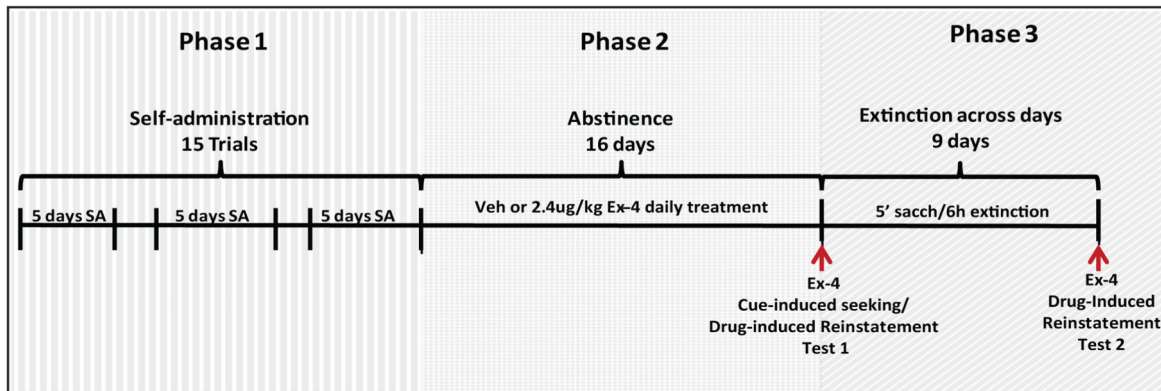 Phase 1
Phase 2
Phase 3
Self-administration
15 Trials
Abstinence
16 days
Extinction across days
9 days
5 days SA
5 days SA
5 days SA
Veh or 2.4ug/kg Ex-4 daily treatment
5' sacch/6h extinction
Ex-4
Cue-induced seeking/
Drug-induced Reinstatement
Test 1
Ex-4
Drug-Induced
Reinstatement
Test 2